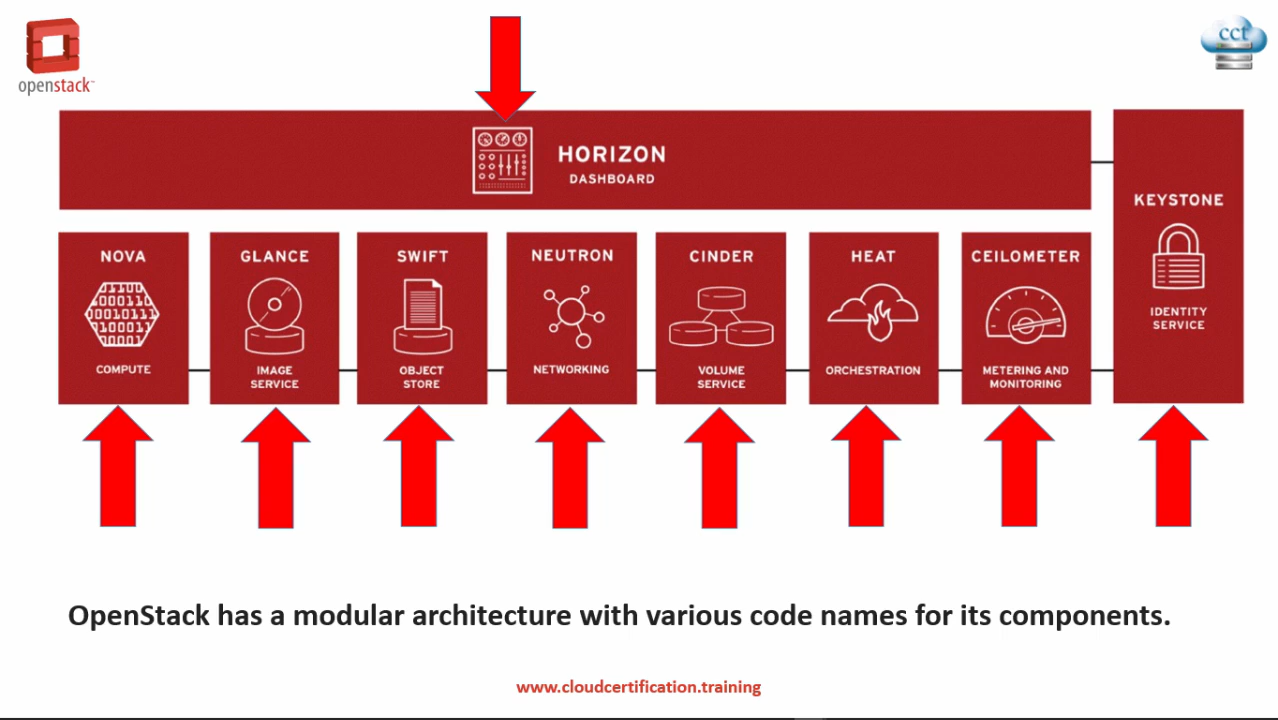 openstack™
cct
HORIZON
DASHBOARD
KEYSTONE
IDENTITY
SERVICE
NOVA
COMPUTE
GLANCE
IMAGE
SERVICE
SWIFT
OBJECT
STORE
NEUTRON
NETWORKING
CINDER
VOLUME
SERVICE
HEAT
ORCHESTRATION
CEILOMETER
METERING AND
MONITORING
OpenStack has a modular architecture with various code names for its components.
www.cloudcertification.training